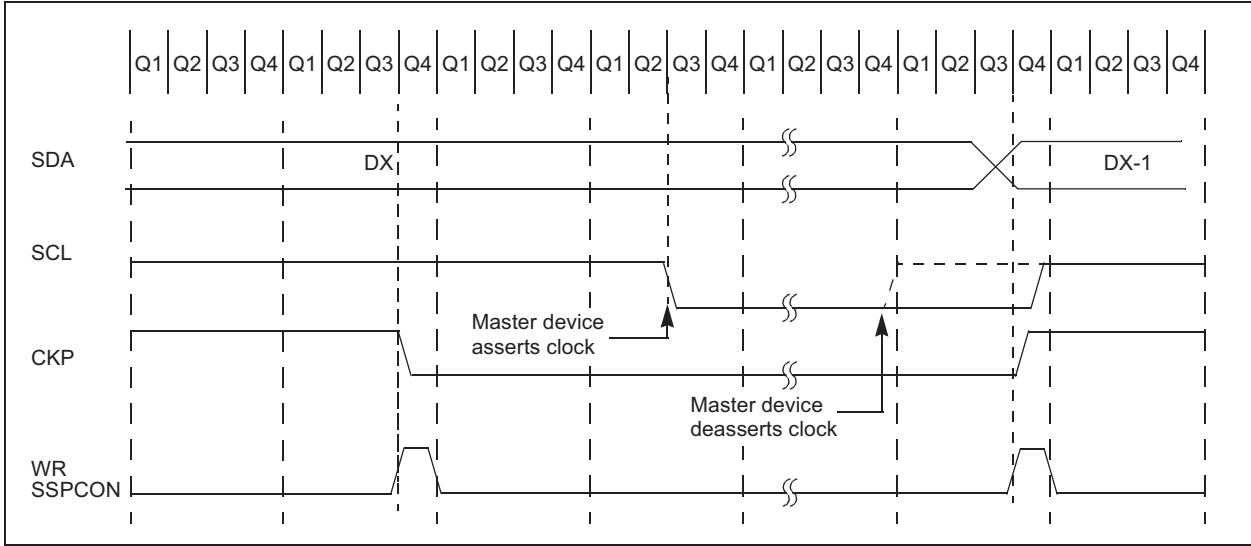 Q1 Q2 Q3 Q4 Q1 Q2 Q3 Q4 Q1 Q2 Q3 Q4 Q1 Q2 Q3 Q4 Q1 Q2 Q3 Q4 Q1 Q2 Q3 Q4 Q1 Q2 Q3 Q4
SDA
DX
DX-1
SCL
Master device
asserts clock
CKP
Master device
deasserts clock
WR
SSPCON